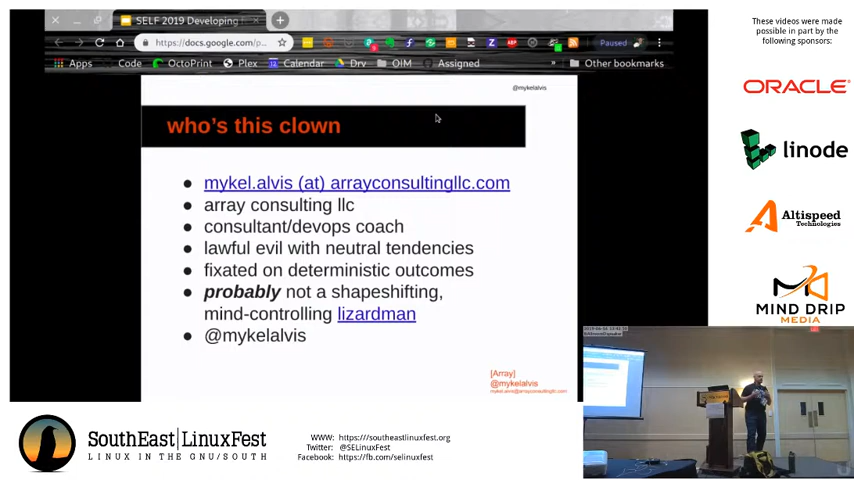 SELF 2019 Developing
https://docs.google.com/p...
Paused
Apps
Code
OctoPrint
Plex
Calendar
Drv
OIM
Assigned
Other bookmarks
@mykelalvis
who's this clown
mykel.alvis (at) arrayconsultingllc.com
array consulting llc
consultant/devops coach
lawful evil with neutral tendencies
fixated on deterministic outcomes
probably not a shapeshifting,
mind-controlling lizardman
@mykelalvis
[Array]
@mykelalvis
These videos were made
possible in part by the
following sponsors:
ORACLE
linode
Altispeed
Technologies
MIND DRIP
MEDIA
SouthEast|LinuxFest
LINUX IN THE GNU/SOUTH
WWW: https:///southeastlinuxfest.org
Twitter: @SELinuxFest
Facebook: https://fb.com/selinuxfest